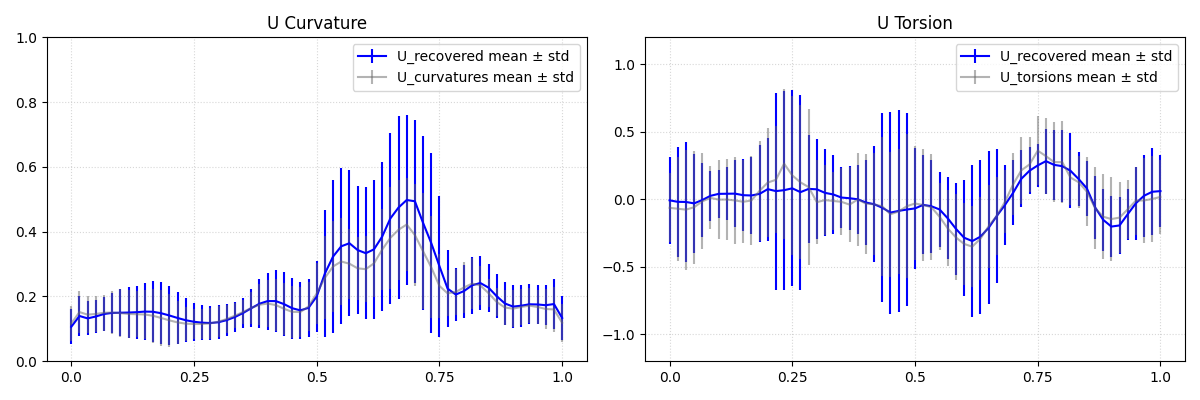 U Curvature
U_recovered mean ± std
U_curvatures mean ± std
1.0
0.8
0.6
0.4
0.2
0.0
0.0 0.25 0.5 0.75 1.0
U Torsion
U_recovered mean ± std
U_torsions mean ± std
1.0
0.5
0.0
−0.5
−1.0
0.0 0.25 0.5 0.75 1.0